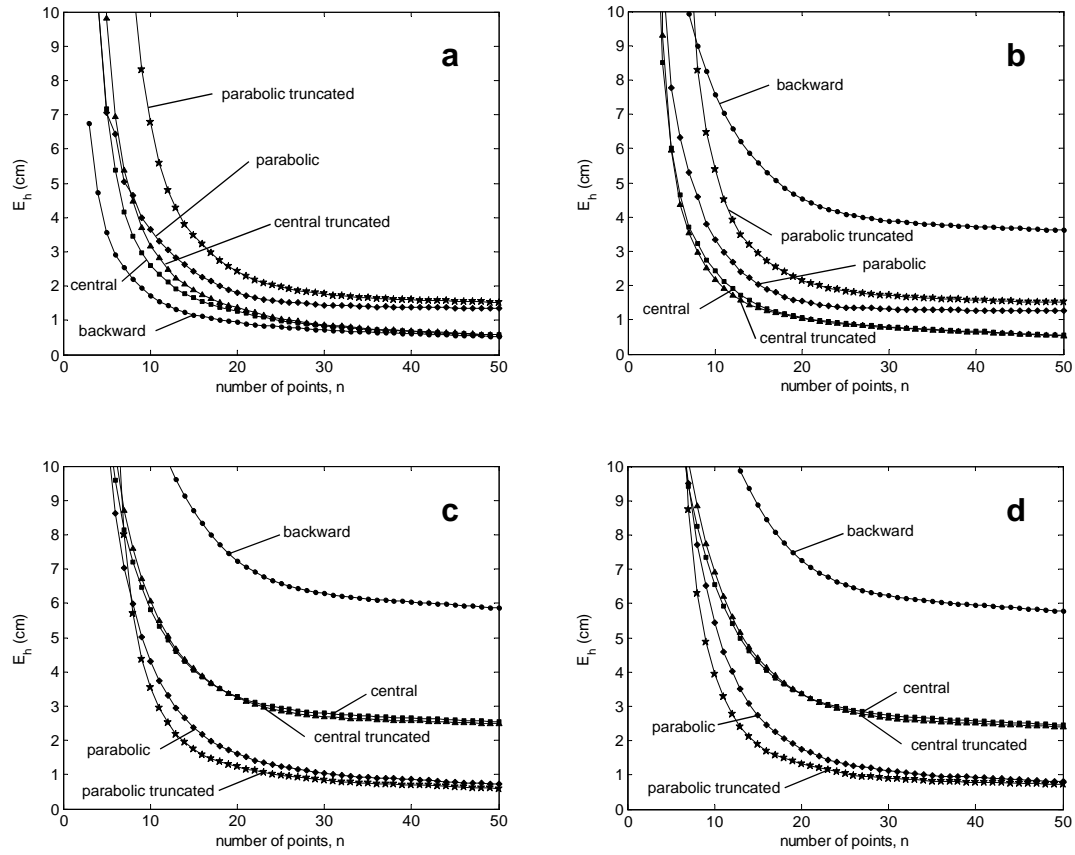 a
10
9
8
7
6
5
4
3
2
1
0
E_h (cm)
parabolic truncated
parabolic
central truncated
central
backward
0 10 20 30 40 50
number of points, n
b
10
9
8
7
6
5
4
3
2
1
0
E_h (cm)
backward
parabolic truncated
parabolic
central
central truncated
0 10 20 30 40 50
number of points, n
c
10
9
8
7
6
5
4
3
2
1
0
E_h (cm)
backward
central
central truncated
parabolic
parabolic truncated
0 10 20 30 40 50
number of points, n
d
10
9
8
7
6
5
4
3
2
1
0
E_h (cm)
backward
central
central truncated
parabolic
parabolic truncated
0 10 20 30 40 50
number of points, n